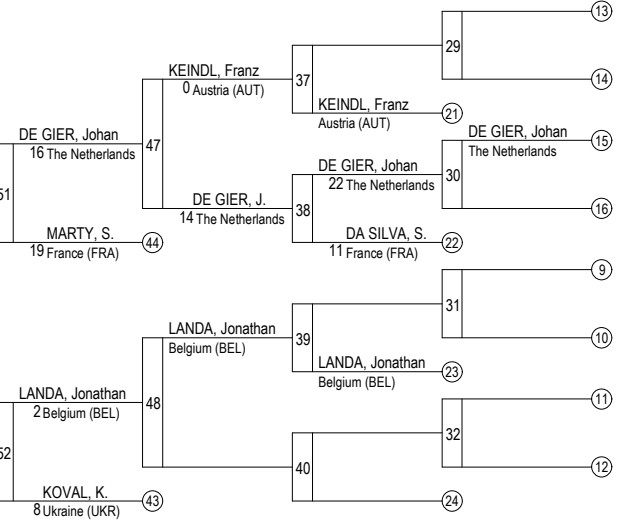 13
29
KEINDL, Franz
0 Austria (AUT)
37
14
KEINDL, Franz
Austria (AUT)
21
DE GIER, Johan
16 The Netherlands
47
DE GIER, Johan
The Netherlands
15
DE GIER, Johan
22 The Netherlands
30
51
DE GIER, J.
14 The Netherlands
38
16
MARTY, S.
19 France (FRA)
44
DA SILVA, S.
11 France (FRA)
22
9
31
LANDA, Jonathan
Belgium (BEL)
39
10
LANDA, Jonathan
Belgium (BEL)
23
LANDA, Jonathan
2 Belgium (BEL)
48
11
32
52
40
12
KOVAL, K.
8 Ukraine (UKR)
43
24